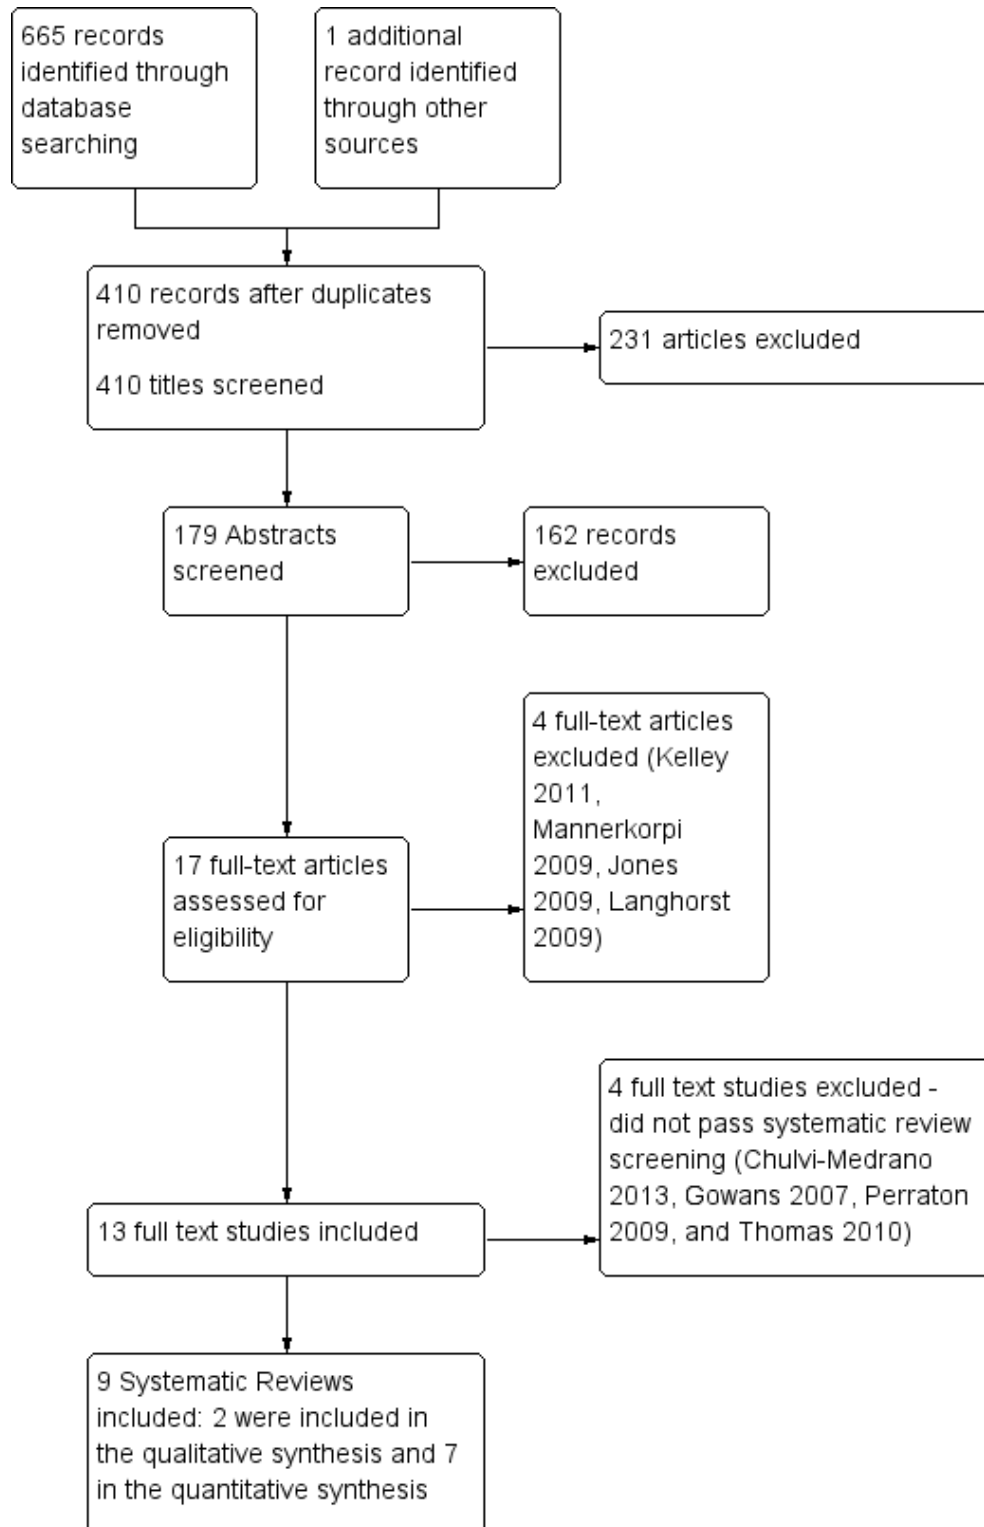 665 records
identified through
database
searching
1 additional
record identified
through other
sources
410 records after duplicates
removed
410 titles screened
231 articles excluded
179 Abstracts
screened
162 records
excluded
17 full-text articles
assessed for
eligibility
4 full-text articles
excluded (Kelley
2011,
Mannerkorpi
2009, Jones
2009, Langhorst
2009)
13 full text studies included
4 full text studies excluded -
did not pass systematic review
screening (Chulvi-Medrano
2013, Gowans 2007, Perraton
2009, and Thomas 2010)
9 Systematic Reviews
included: 2 were included in
the qualitative synthesis and 7
in the quantitative synthesis